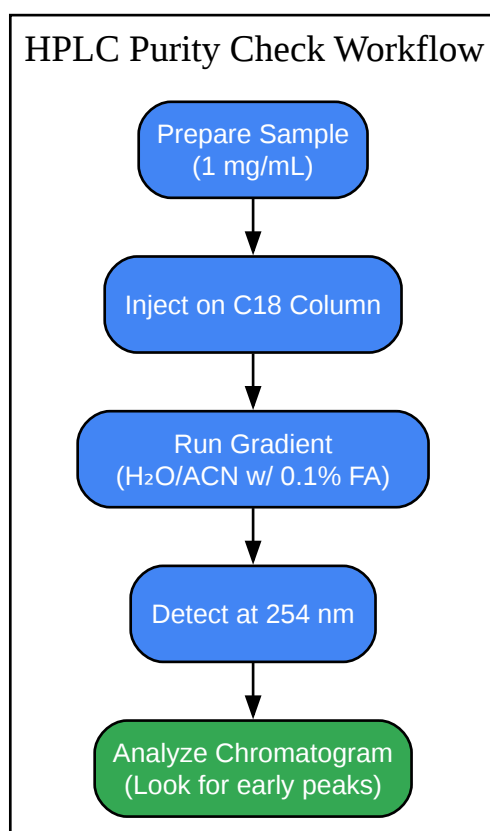 HPLC Purity Check Workflow
Prepare Sample
(1 mg/mL)
Inject on C18 Column
Run Gradient
(H₂O/ACN w/ 0.1% FA)
Detect at 254 nm
Analyze Chromatogram
(Look for early peaks)